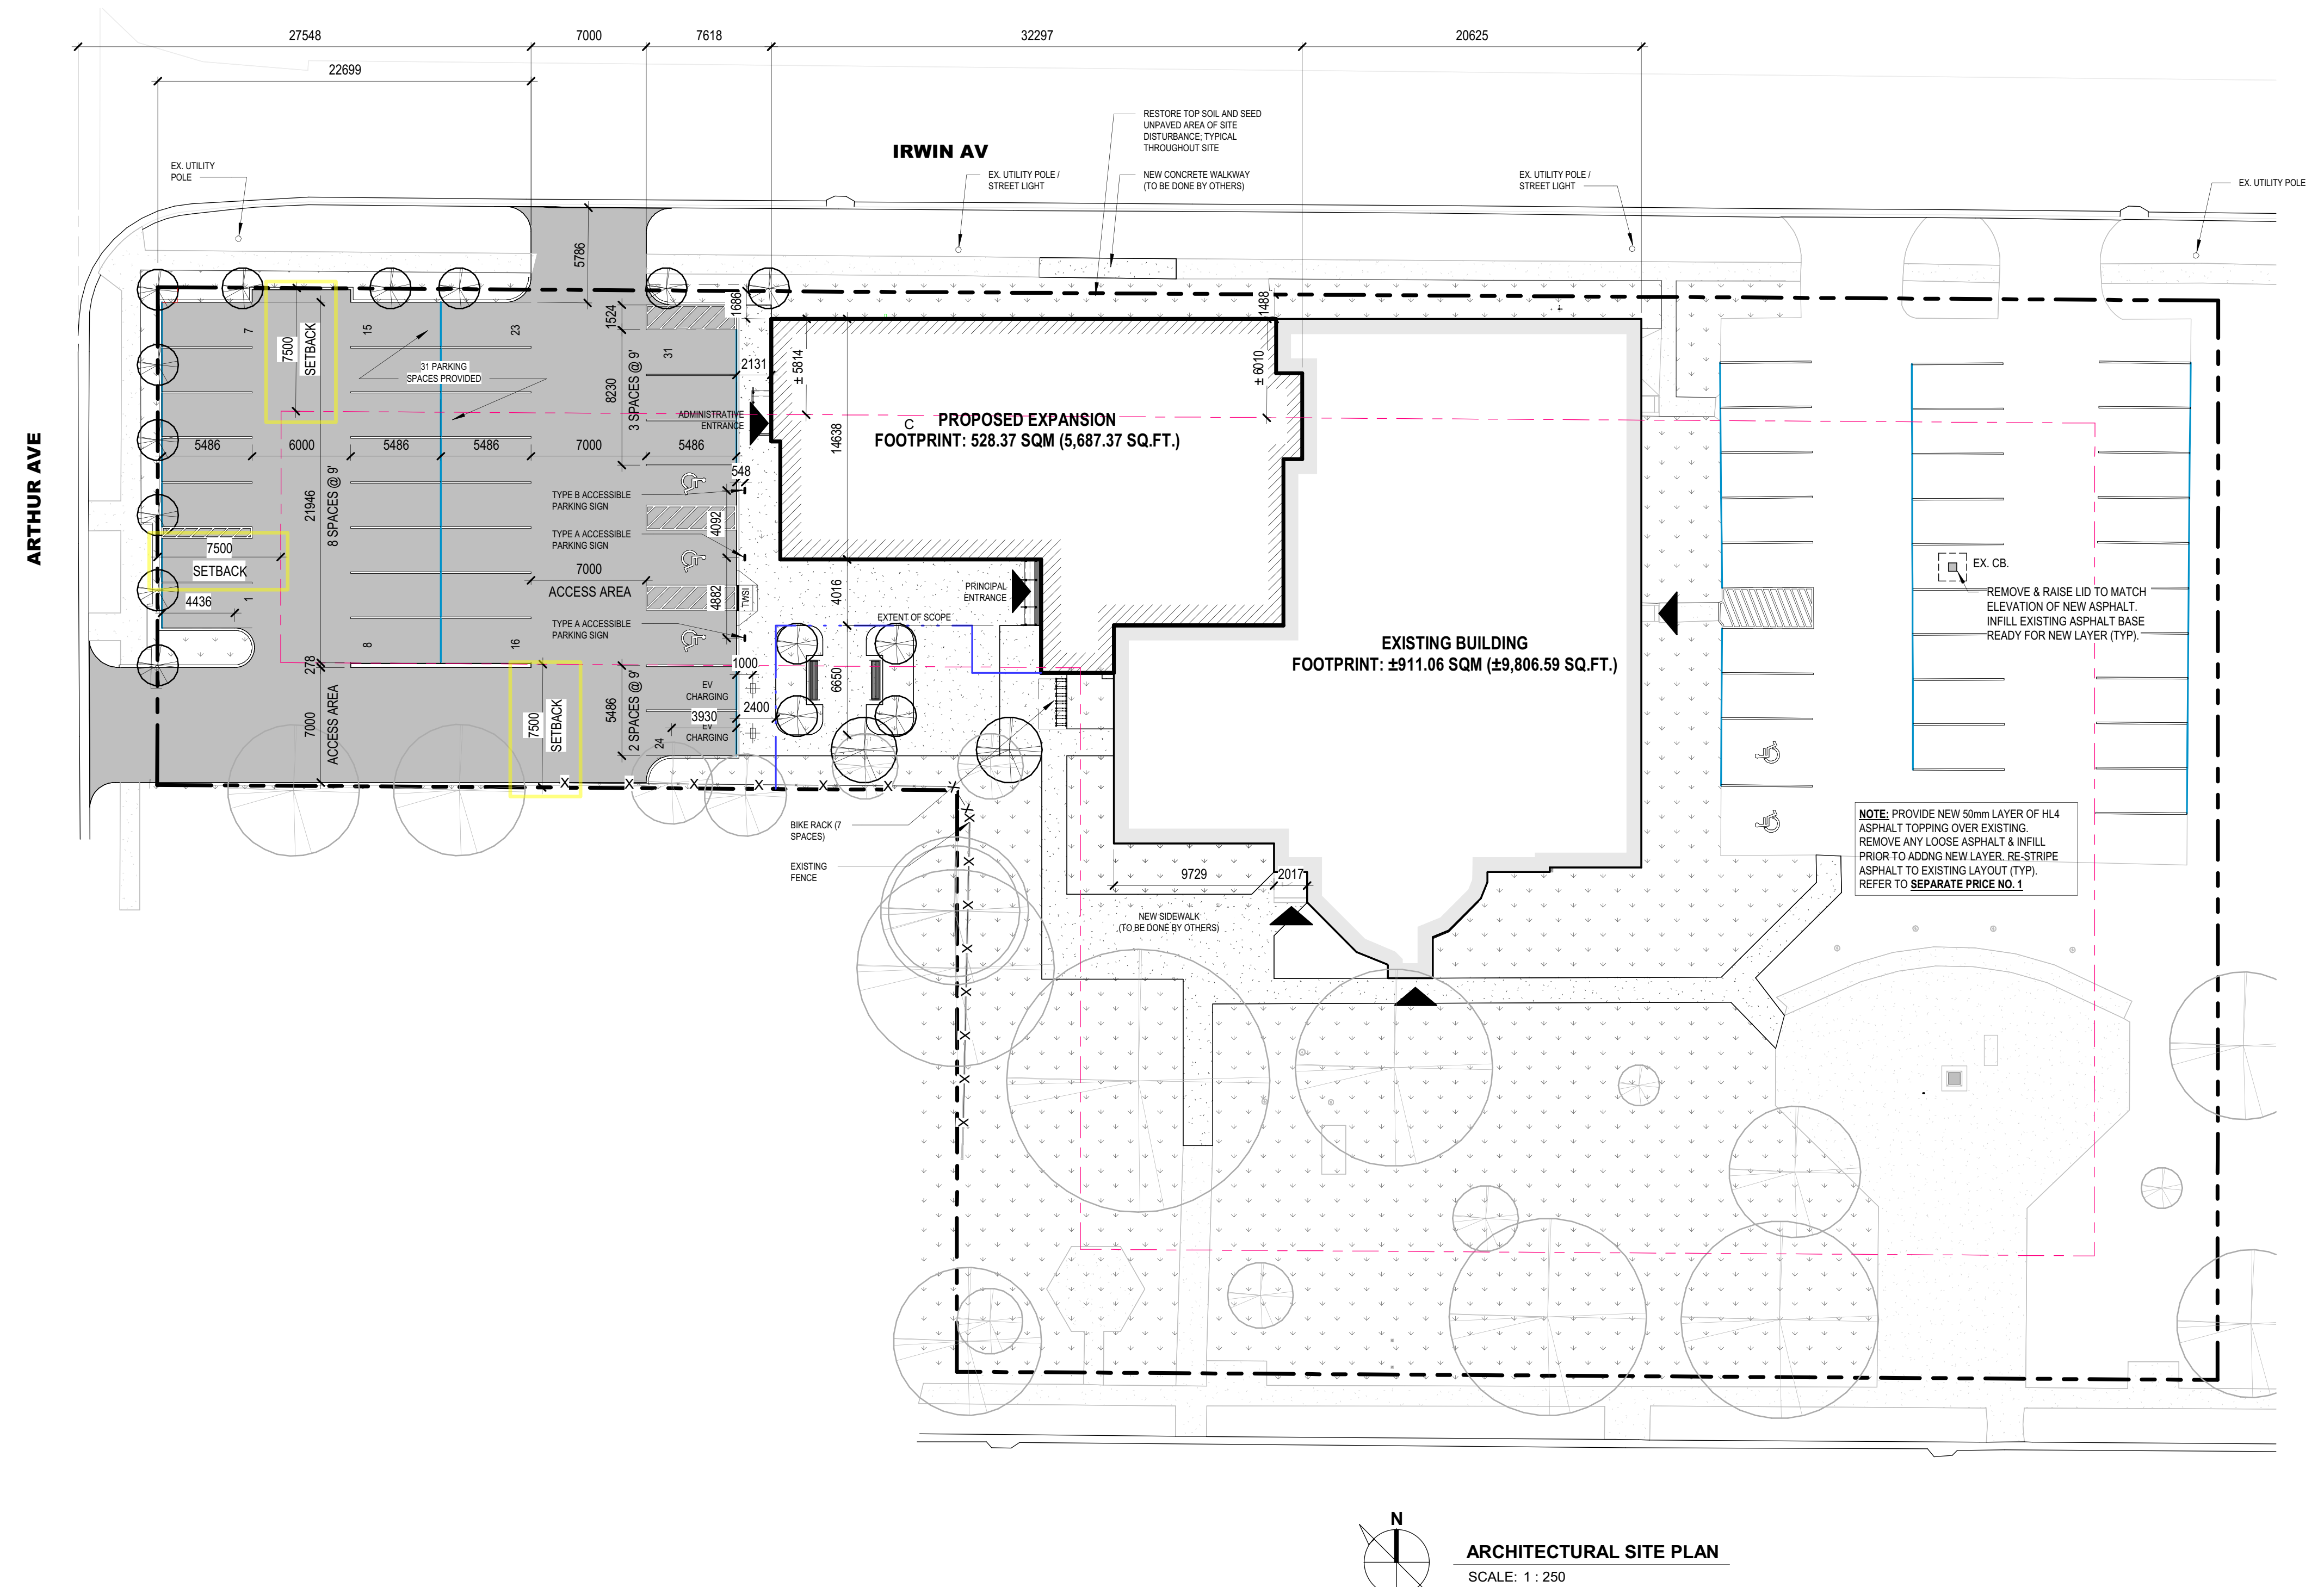 27548
7000
7618
32297
20625
22699
RESTORE TOP SOIL AND SEED
UNPAVED AREA OF SITE
DISTURBANCE; TYPICAL
THROUGHOUT SITE
IRWIN AV
EX. UTILITY
POLE
EX. UTILITY POLE /
STREET LIGHT
NEW CONCRETE WALKWAY
(TO BE DONE BY OTHERS)
EX. UTILITY POLE /
STREET LIGHT
EX. UTILITY POLE
5786
1686
1488
1524
7
7500
SETBACK
15
23
31
31 PARKING
SPACES PROVIDED
8230
3 SPACES @ 9'
2131
± 5814
± 6010
ADMINISTRATIVE
ENTRANCE
C
PROPOSED EXPANSION
FOOTPRINT: 528.37 SQM (5,687.37 SQ.FT.)
14638
ARTHUR AVE
5486
6000
5486
5486
7000
5486
548
21946
8 SPACES @ 9'
TYPE B ACCESSIBLE
PARKING SIGN
4092
TYPE A ACCESSIBLE
PARKING SIGN
7500
SETBACK
7000
ACCESS AREA
4436
1
4882
TWSI
4016
PRINCIPAL
ENTRANCE
EX. CB.
REMOVE & RAISE LID TO MATCH
ELEVATION OF NEW ASPHALT.
INFILL EXISTING ASPHALT BASE
READY FOR NEW LAYER (TYP).
TYPE A ACCESSIBLE
PARKING SIGN
EXTENT OF SCOPE
8
16
EXISTING BUILDING
FOOTPRINT: ±911.06 SQM (±9,806.59 SQ.FT.)
278
1000
7000
ACCESS AREA
7500
SETBACK
5486
2 SPACES @ 9'
EV
CHARGING
3930
EV
CHARGING
24
2400
6650
X X X X X X X
BIKE RACK (7
SPACES)
EXISTING
FENCE
X X X X X X X X X
NOTE: PROVIDE NEW 50mm LAYER OF HL4
ASPHALT TOPPING OVER EXISTING.
REMOVE ANY LOOSE ASPHALT & INFILL
PRIOR TO ADDNG NEW LAYER. RE-STRIPE
ASPHALT TO EXISTING LAYOUT (TYP).
REFER TO SEPARATE PRICE NO. 1
9729
2017
NEW SIDEWALK
(TO BE DONE BY OTHERS)
N
ARCHITECTURAL SITE PLAN
SCALE: 1 : 250